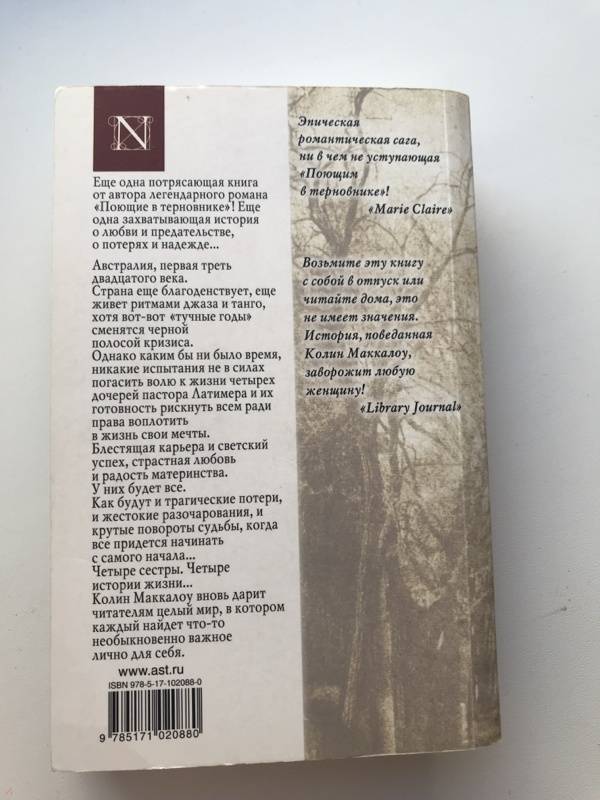 N
Еще одна потрясающая книга
от автора легендарного романа
«Поющие в терновнике»! Еще
одна захватывающая история
о любви и предательстве,
о потерях и надежде...
Австралия, первая треть
двадцатого века.
Страна еще благоденствует, еще
живет ритмами джаза и танго,
хотя вот-вот «тучные годы»
сменятся черной
полосой кризиса.
Однако каким бы ни было время,
никакие испытания не в силах
погасить волю к жизни четырех
дочерей пастора Латимера и их
готовность рискнуть всем ради
права воплотить
в жизнь свои мечты.
Блестящая карьера и светский
успех, страстная любовь
и радость материнства.
У них будет все.
Как будут и трагические потери,
и жестокие разочарования, и
крутые повороты судьбы, когда
все придется начинать
с самого начала...
Четыре сестры. Четыре
истории жизни...
Колин Маккалоу вновь дарит
читателям целый мир, в котором
каждый найдет что-то
необыкновенно важное
лично для себя.
www.ast.ru
ISBN 978-5-17-102088-0
9 785171 020880
Эпическая
романтическая сага,
ни в чем не уступающая
«Поющим
в терновнике»!
«Marie Claire»
Возьмите эту книгу
с собой в отпуск или
читайте дома, это
не имеет значения.
История, поведанная
Колин Маккалоу,
заворожит любую
женщину!
«Library Journal»